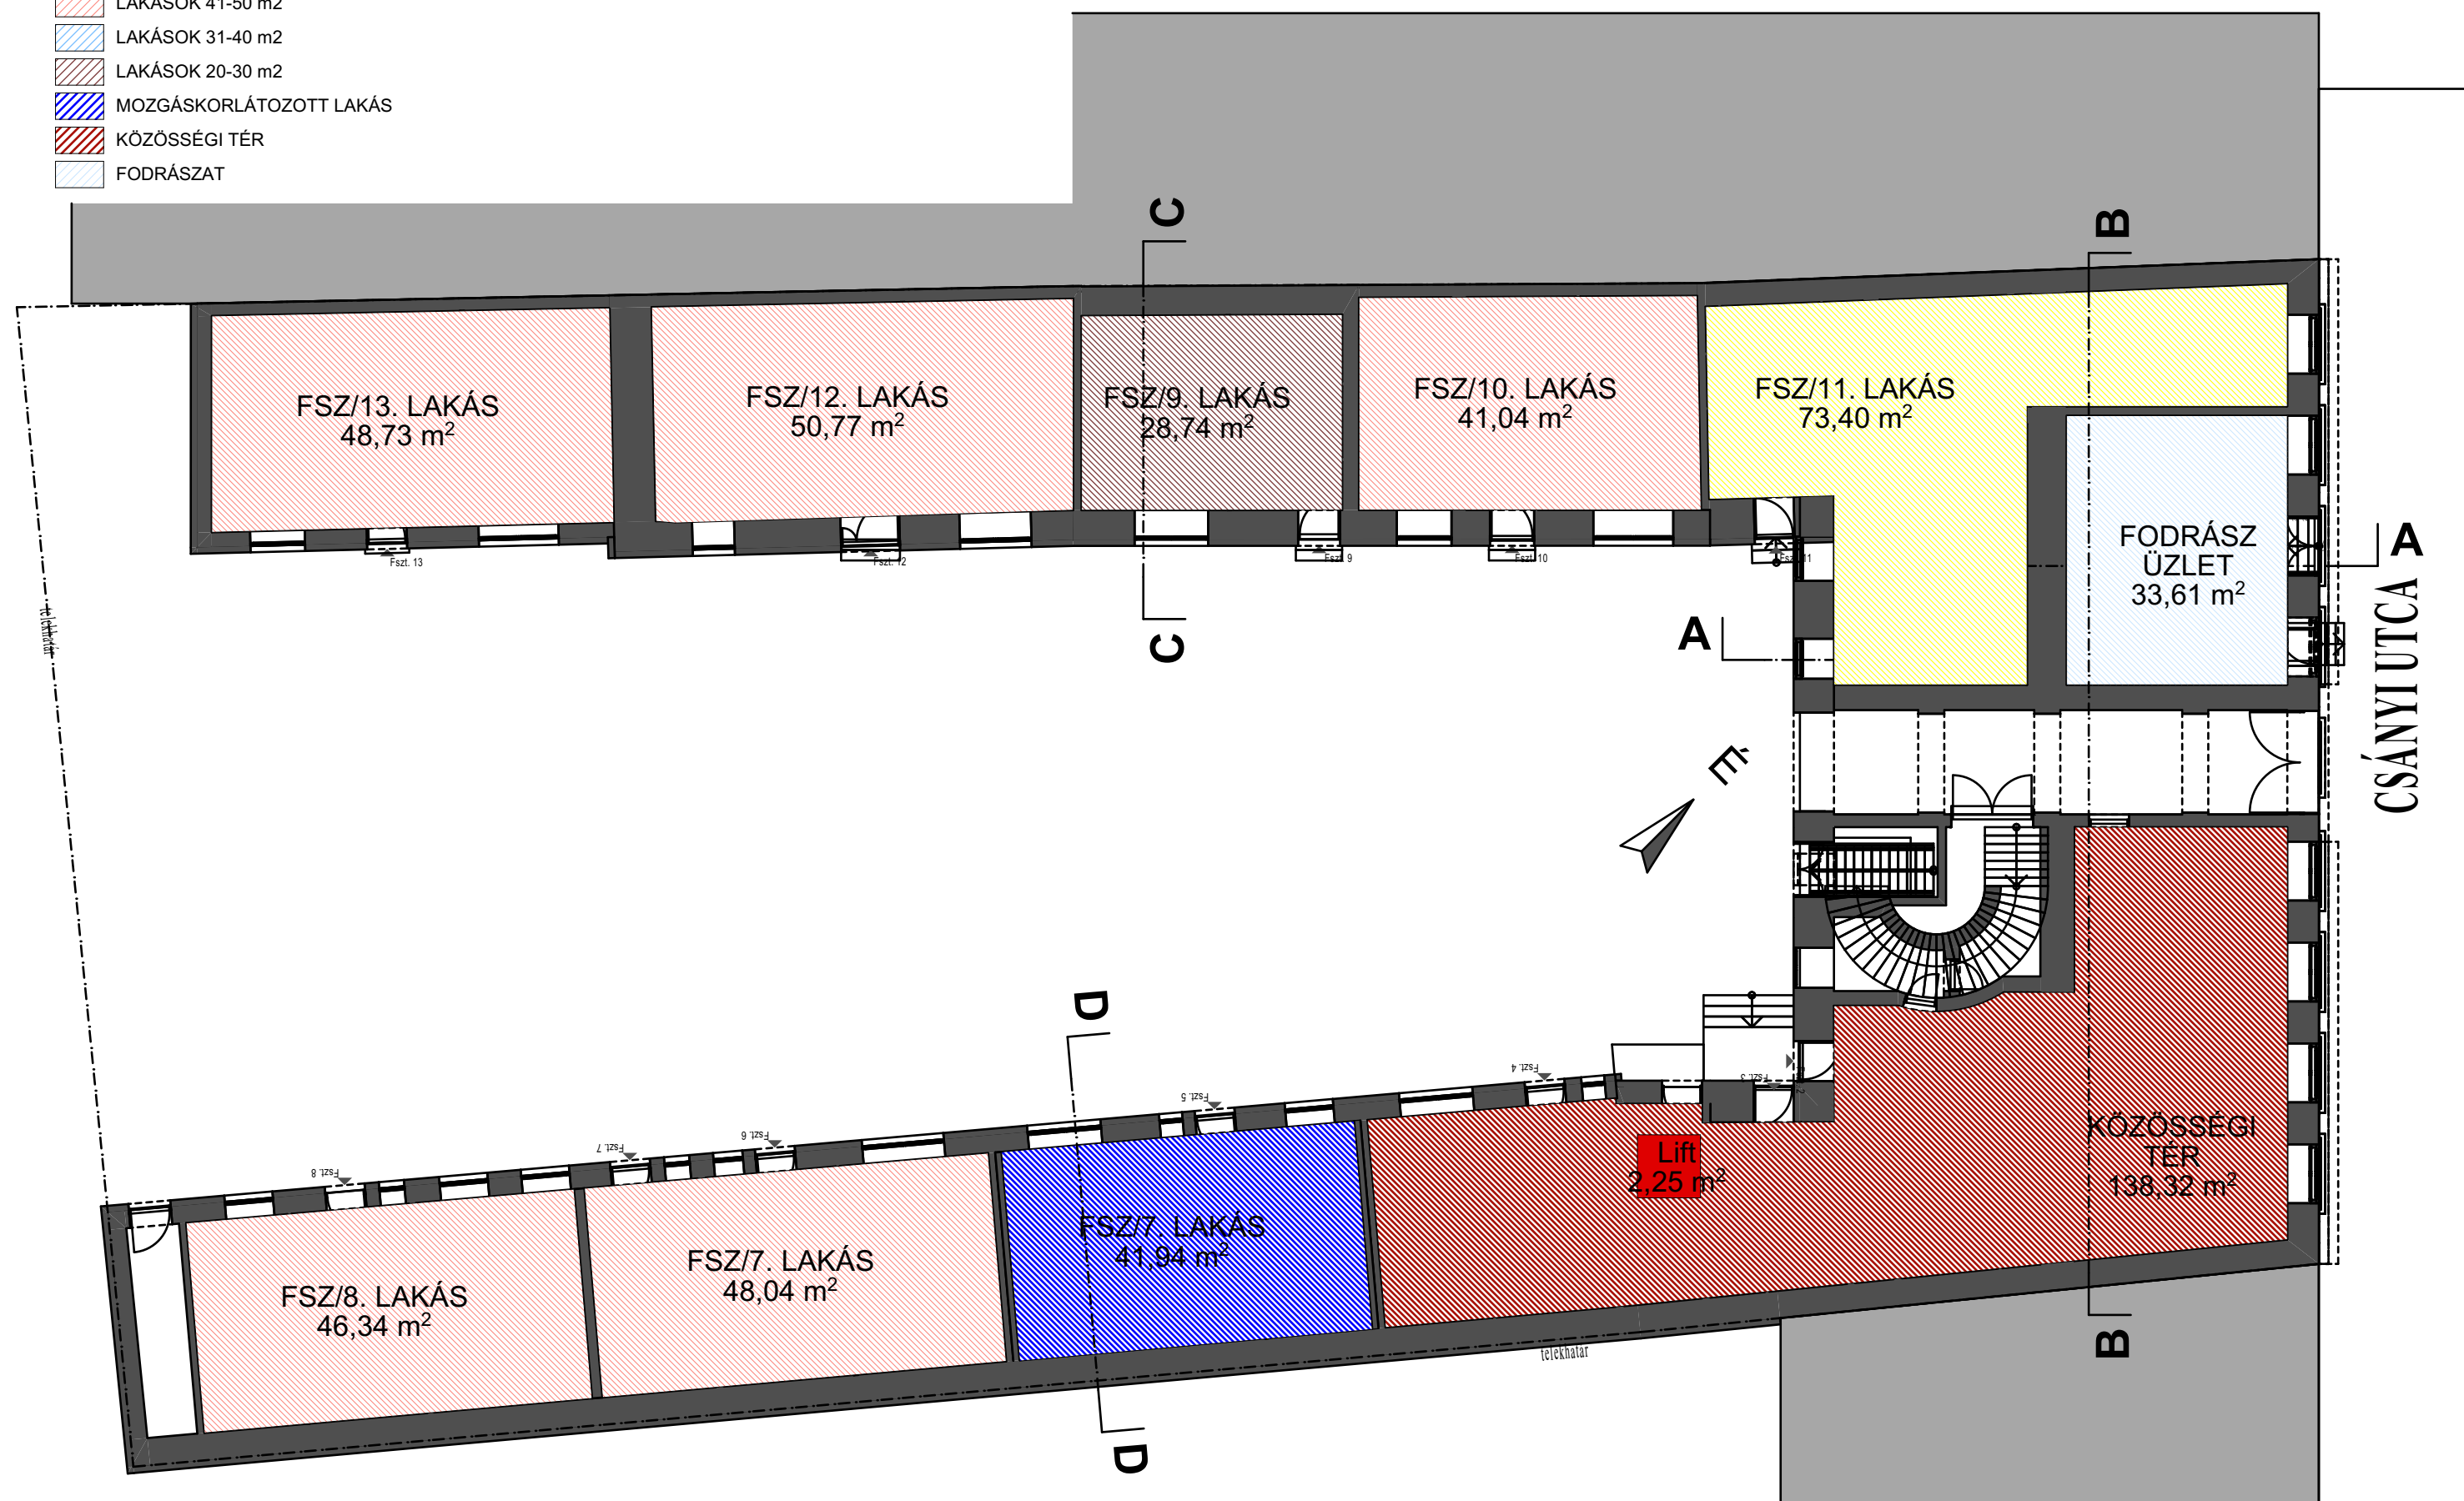 LAKÁSOK 41-50 m2
LAKÁSOK 31-40 m2
LAKÁSOK 20-30 m2
MOZGÁSKORLÁTOZOTT LAKÁS
KÖZÖSSÉGI TÉR
FODRÁSZAT
C
B
FSZ/13. LAKÁS
48,73 m²
FSZ/12. LAKÁS
50,77 m²
FSZ/9. LAKÁS
28,74 m²
FSZ/10. LAKÁS
41,04 m²
FSZ/11. LAKÁS
73,40 m²
FODRÁSZ
ÜZLET
33,61 m²
A
Fszt. 13
Fszt. 12
Fszt. 9
Fszt. 10
Fszt. 11
telekhatár
C
A
CSÁNYI UTCA
É
D
Fszt. 4
Fszt. 3
Fszt. 5
Fszt. 6
Fszt. 7
Fszt. 8
KÖZÖSSÉGI
TÉR
138,32 m²
Lift
2,25 m²
FSZ/7. LAKÁS
41,94 m²
FSZ/7. LAKÁS
48,04 m²
FSZ/8. LAKÁS
46,34 m²
telekhatár
B
D